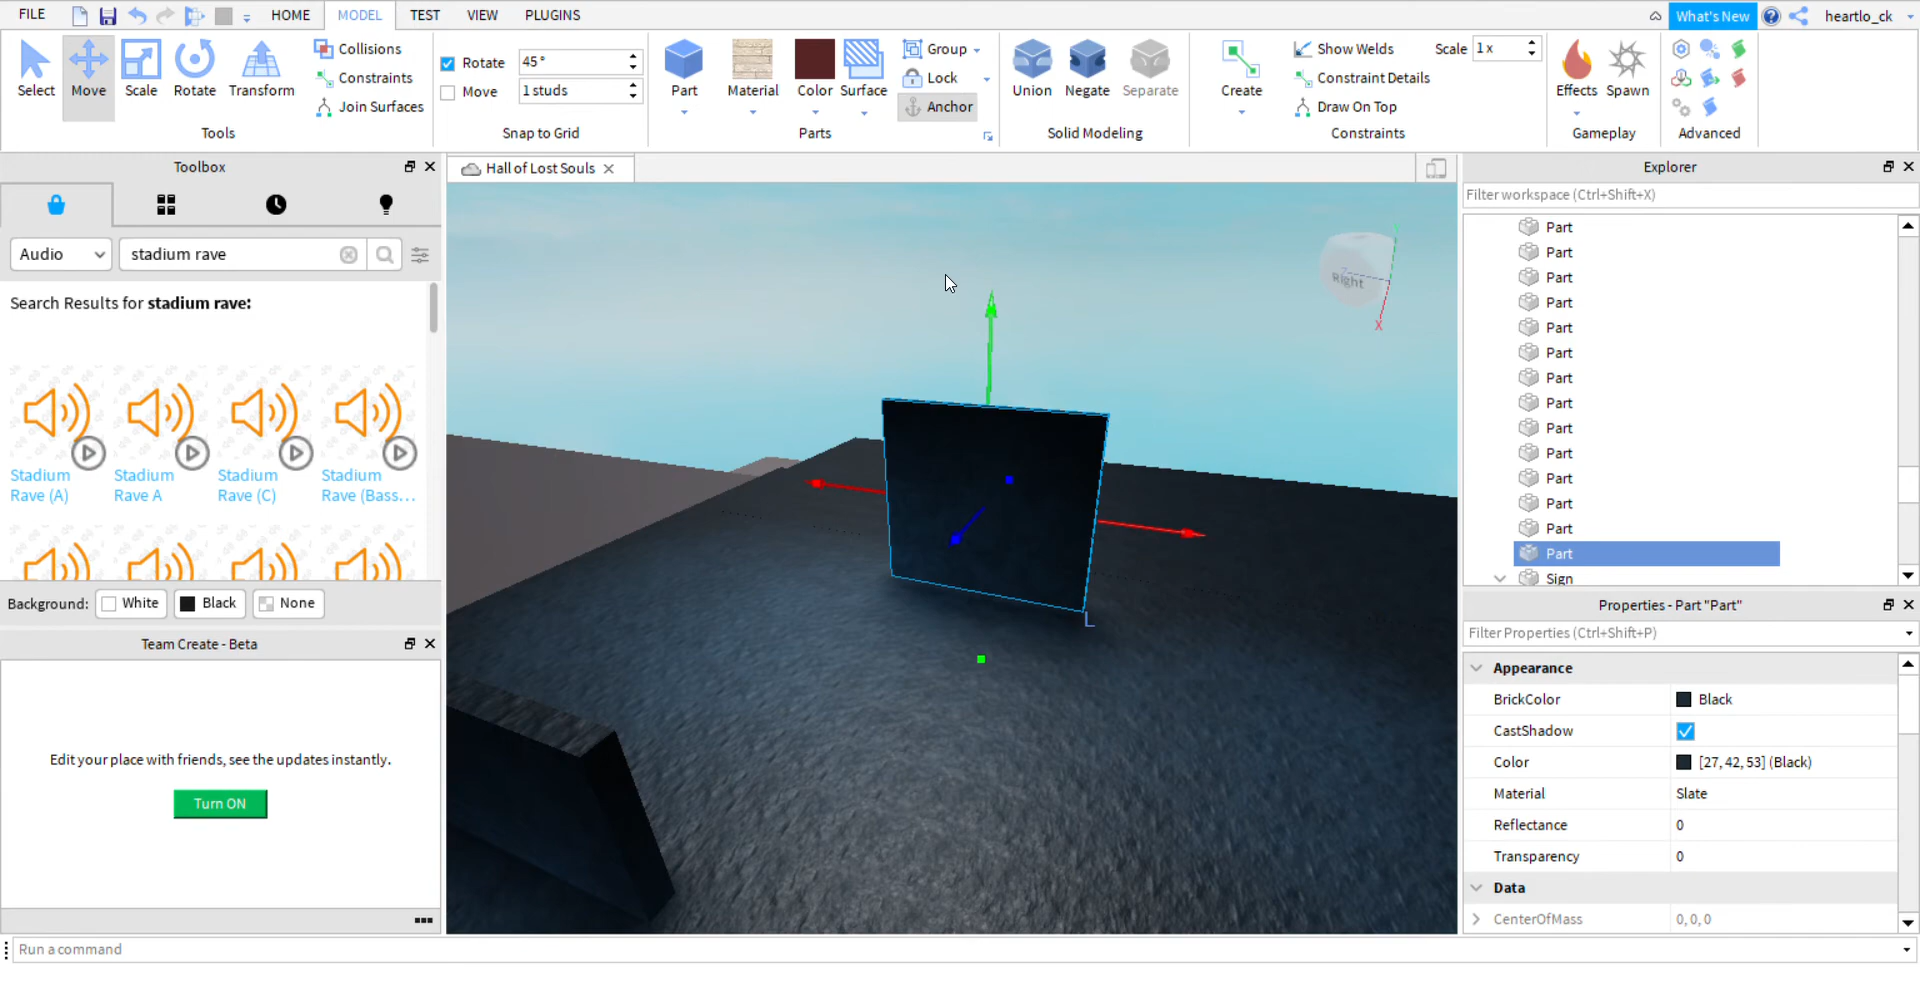 FILE HOME MODEL TEST VIEW PLUGINS What's New heartlo_ck
Select Move Scale Rotate Transform
Collisions
Constraints
Join Surfaces
Tools
Rotate 45 °
Move 1 studs
Snap to Grid
Part Material Color Surface
Group
Lock
Anchor
Parts
Union Negate Separate
Solid Modeling
Create
Show Welds
Constraint Details
Draw On Top
Scale 1 x
Constraints
Effects Spawn
Gameplay
Advanced
Toolbox
Audio stadium rave
Search Results for stadium rave:
Stadium Rave (A)
Stadium Rave A
Stadium Rave (C)
Stadium Rave (Bass...
Background: White Black None
Team Create - Beta
Edit your place with friends, see the updates instantly.
Turn ON
Hall of Lost Souls
Right
X
L
Explorer
Filter workspace (Ctrl+Shift+X)
Part
Part
Part
Part
Part
Part
Part
Part
Part
Part
Part
Part
Part
Part
Sign
Properties - Part "Part"
Filter Properties (Ctrl+Shift+P)
Appearance
BrickColor Black
CastShadow
Color [27, 42, 53] (Black)
Material Slate
Reflectance 0
Transparency 0
Data
CenterOfMass 0, 0, 0
Run a command